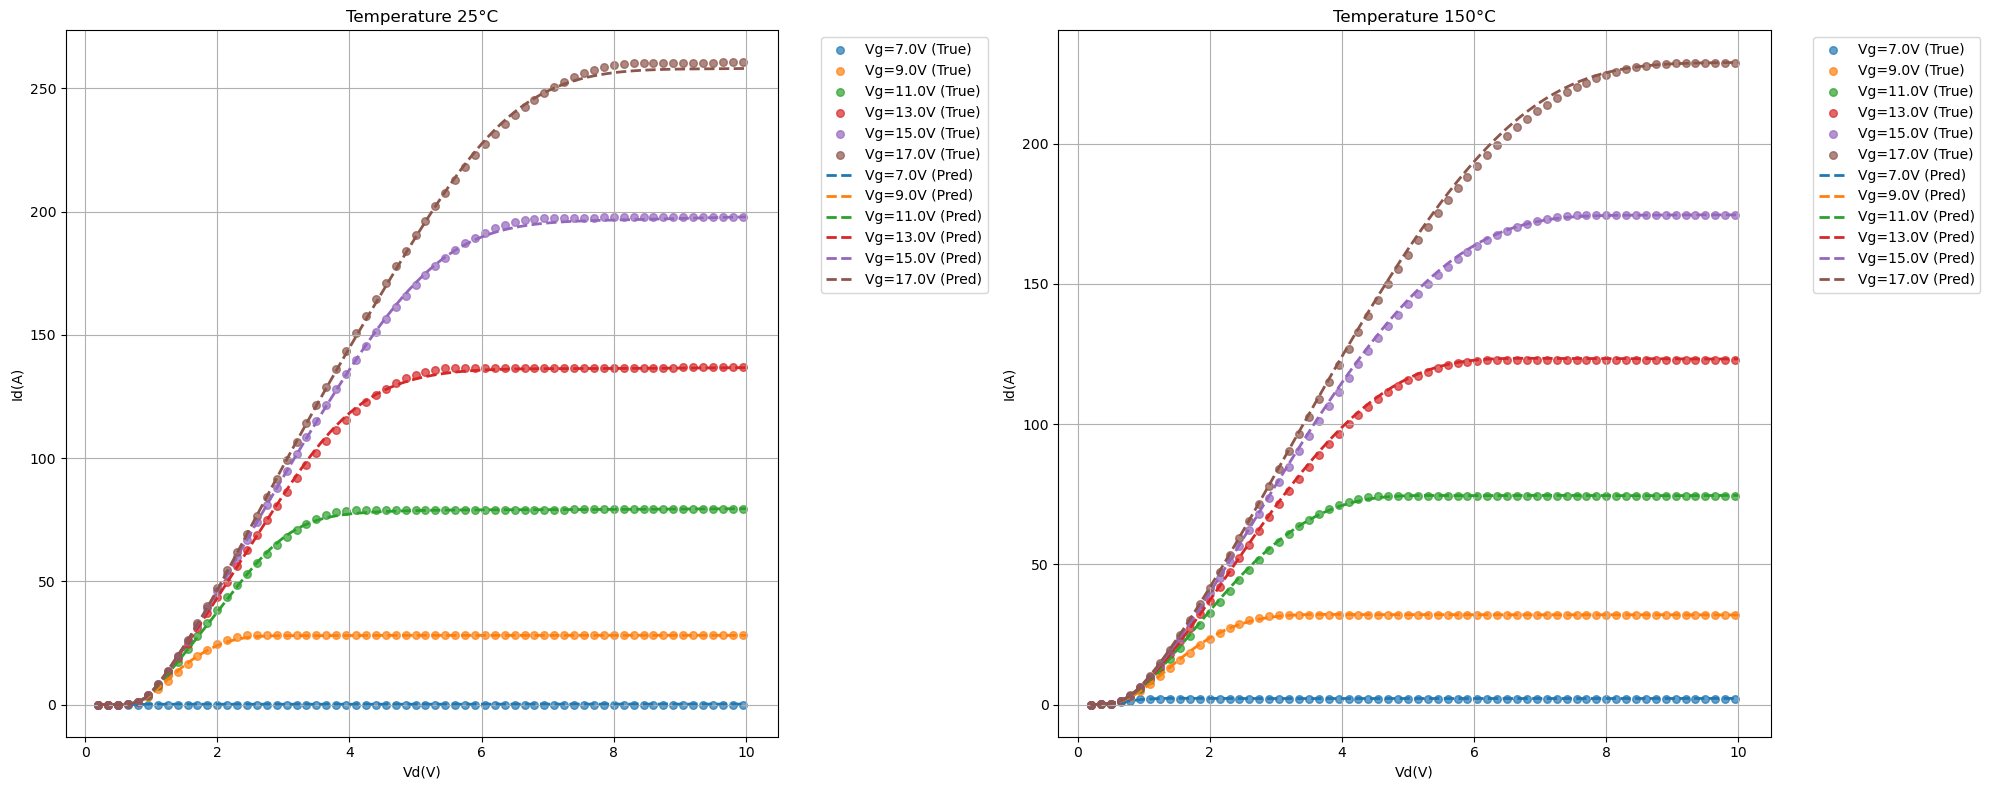 Temperature 25°C
250
200
150
100
50
0
Id(A)
0
2
4
6
8
10
Vd(V)
Vg=7.0V (True)
Vg=9.0V (True)
Vg=11.0V (True)
Vg=13.0V (True)
Vg=15.0V (True)
Vg=17.0V (True)
Vg=7.0V (Pred)
Vg=9.0V (Pred)
Vg=11.0V (Pred)
Vg=13.0V (Pred)
Vg=15.0V (Pred)
Vg=17.0V (Pred)
Temperature 150°C
200
150
100
50
0
Id(A)
0
2
4
6
8
10
Vd(V)
Vg=7.0V (True)
Vg=9.0V (True)
Vg=11.0V (True)
Vg=13.0V (True)
Vg=15.0V (True)
Vg=17.0V (True)
Vg=7.0V (Pred)
Vg=9.0V (Pred)
Vg=11.0V (Pred)
Vg=13.0V (Pred)
Vg=15.0V (Pred)
Vg=17.0V (Pred)